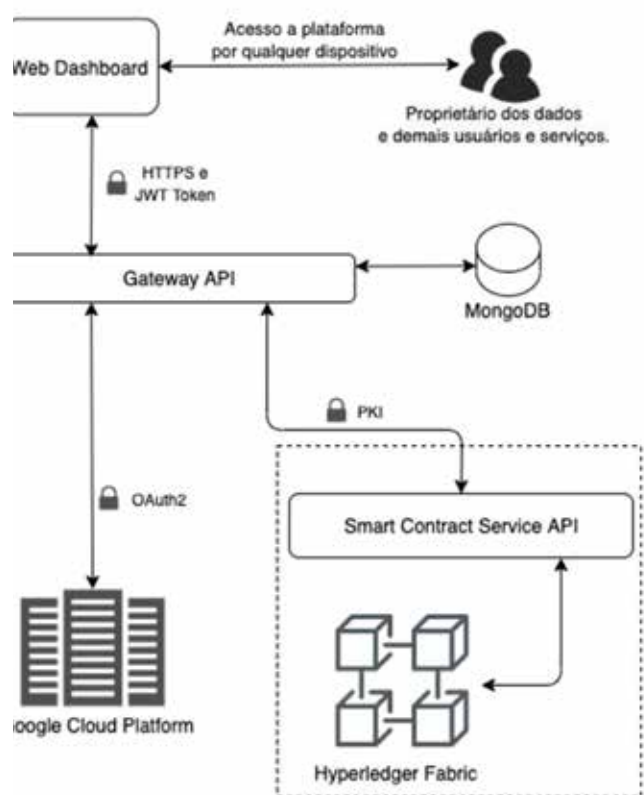 Acesso a plataforma
por qualquer dispositivo
Web Dashboard
Proprietário dos dados
e demais usuários e serviços.
HTTPS e
JWT Token
Gateway API
MongoDB
PKI
OAuth2
Smart Contract Service API
oogle Cloud Platform
Hyperledger Fabric